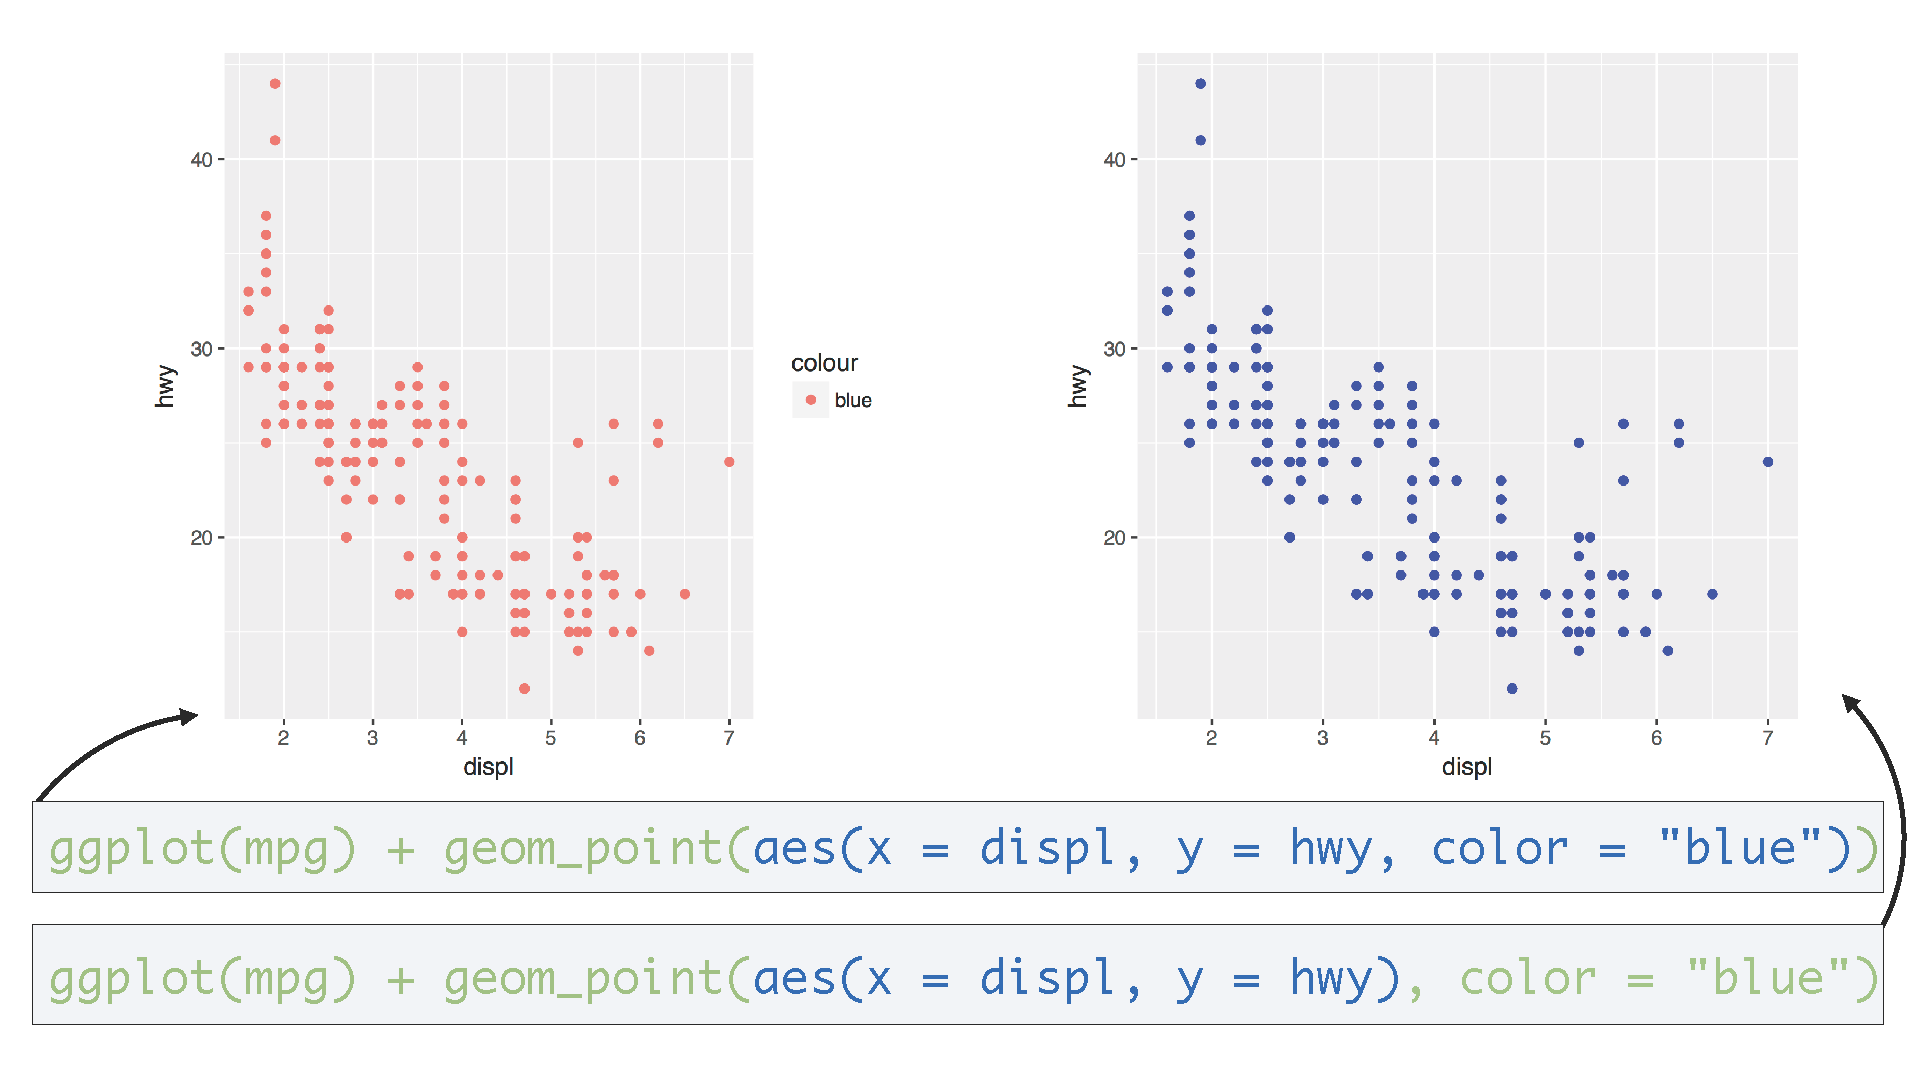 40
30
20
hwy
2 3 4 5 6 7
displ
colour
blue
40
30
20
hwy
2 3 4 5 6 7
displ
ggplot(mpg) + geom_point(aes(x = displ, y = hwy, color = "blue"))
ggplot(mpg) + geom_point(aes(x = displ, y = hwy), color = "blue")